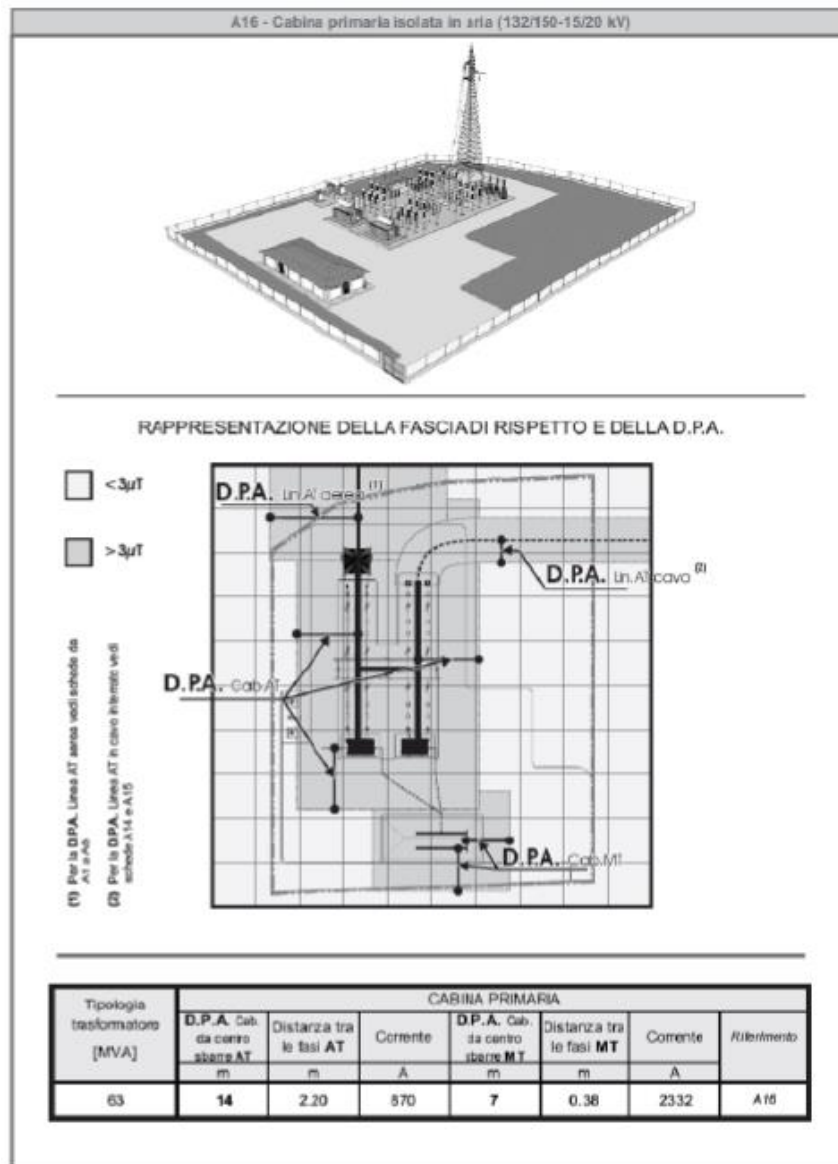 A16 - Cabina primaria isolata in aria (132/150-15/20 kV)
RAPPRESENTAZIONE DELLA FASCIA DI RISPETTO E DELLA D.P.A.
<3µT
>3µT
D.P.A. Lin.AT aerea (1)
D.P.A. Lin.AT cavo (2)
D.P.A. Cab.AT
D.P.A. Cab.MT
(1) Per la D.P.A. Linea AT aerea vedi schede da
A1 a A6
(2) Per la D.P.A. Linea AT in cavo interrato vedi
schede A14 e A15
Tipologia
trasformatore
[MVA]
CABINA PRIMARIA
D.P.A. Cab.
da centro
sbarre AT
Distanza tra
le fasi AT
Corrente
D.P.A. Cab.
da centro
sbarre MT
Distanza tra
le fasi MT
Corrente
Riferimento
m m A m m A
63 14 2.20 870 7 0.38 2332 A16